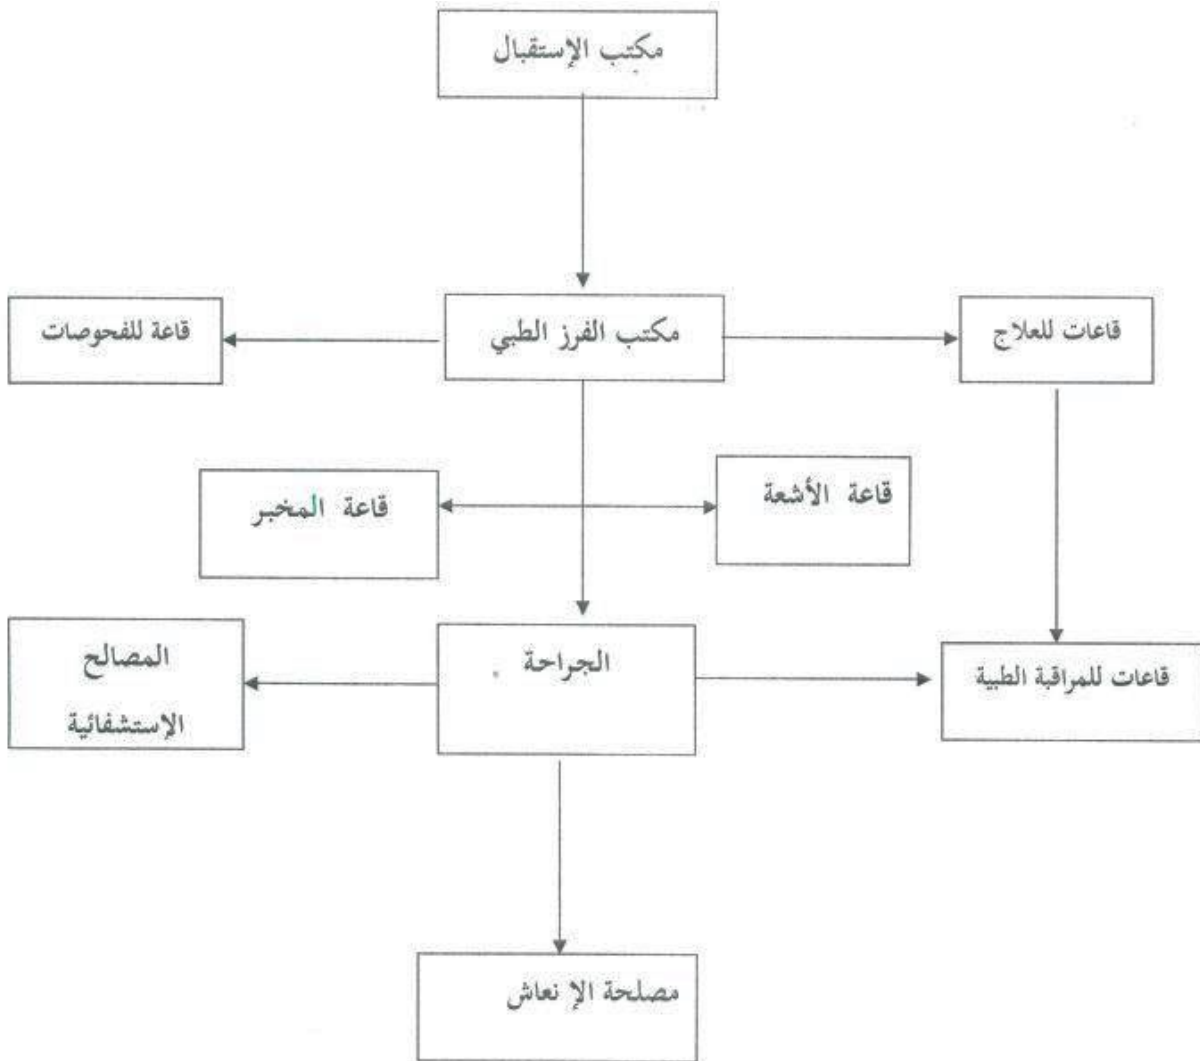 مكتب الإستقبال
قاعات للعلاج
مكتب الفرز الطبي
قاعة للفحوصات
قاعة الأشعة
قاعة المخبر
قاعات للمراقبة الطبية
الجراحة
المصالح
الإستشفائية
مصلحة الإ نعاش